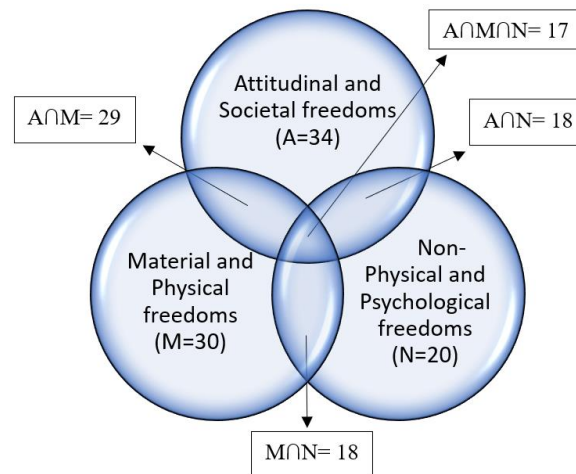 A∩M∩N= 17
Attitudinal and
Societal freedoms
(A=34)
A∩M= 29
A∩N= 18
Material and
Physical
freedoms
(M=30)
Non-
Physical and
Psychological
freedoms
(N=20)
M∩N= 18